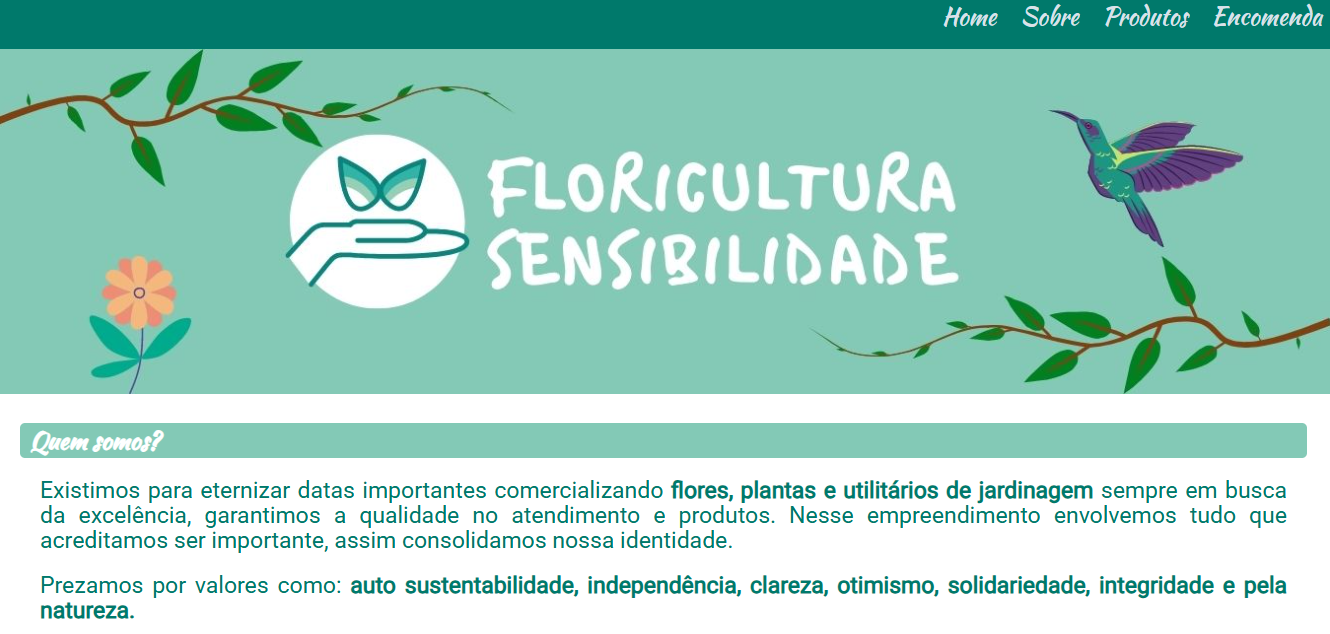 Home Sobre Produtos Encomenda
FLORICULTURA
SENSIBILIDADE
Quem somos?
Existimos para eternizar datas importantes comercializando flores, plantas e utilitários de jardinagem sempre em busca
da excelência, garantimos a qualidade no atendimento e produtos. Nesse empreendimento envolvemos tudo que
acreditamos ser importante, assim consolidamos nossa identidade.
Prezamos por valores como: auto sustentabilidade, independência, clareza, otimismo, solidariedade, integridade e pela
natureza.